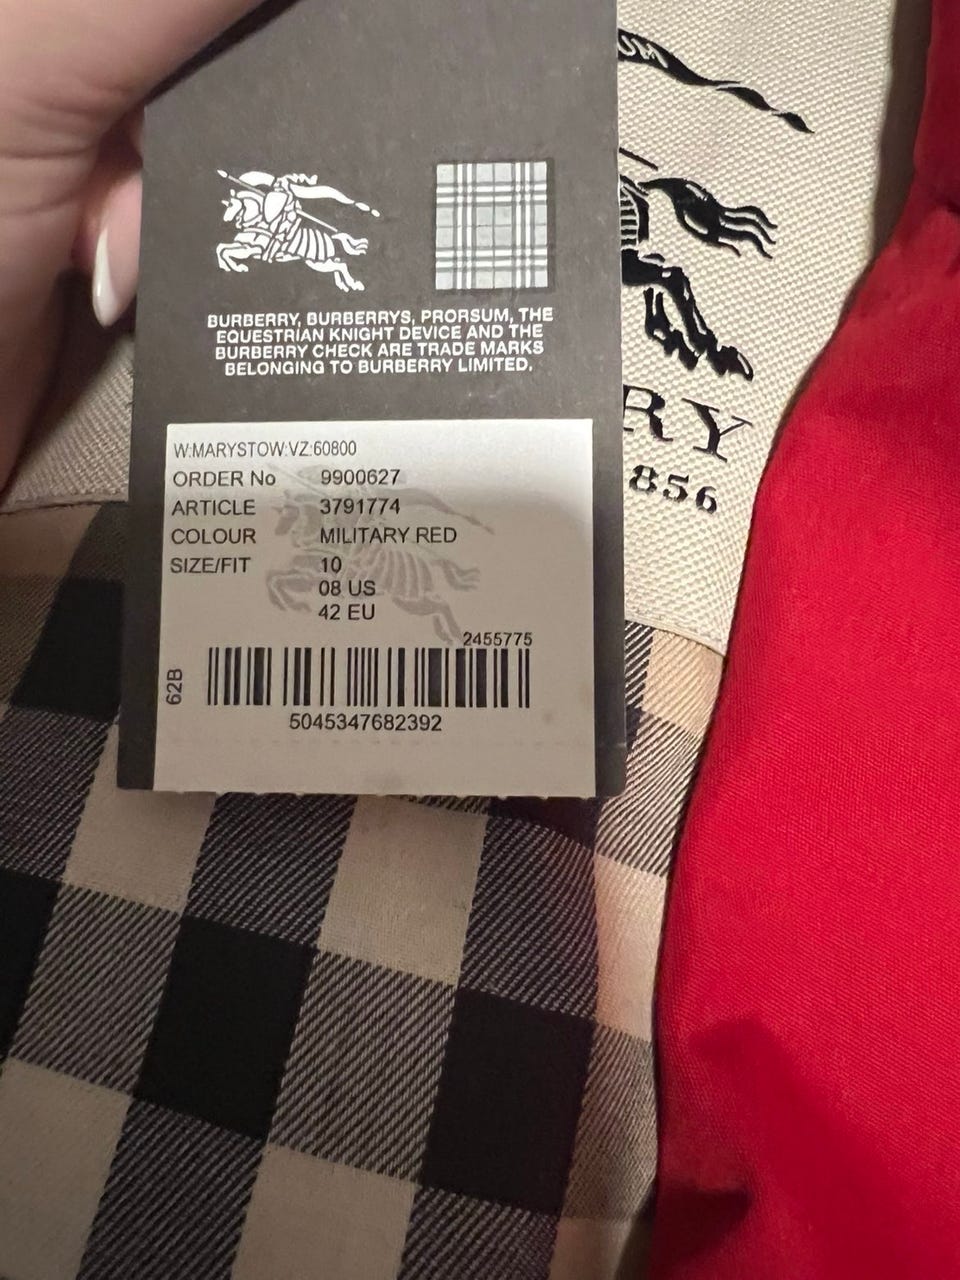 BURBERRY, BURBERRYS, PRORSUM, THE
EQUESTRIAN KNIGHT DEVICE AND THE
BURBERRY CHECK ARE TRADE MARKS
BELONGING TO BURBERRY LIMITED.
W:MARYSTOW:VZ:60800
ORDER No 9900627
ARTICLE 3791774
COLOUR MILITARY RED
SIZE/FIT 10
08 US
42 EU
2455775
62B
5045347682392
RY
856